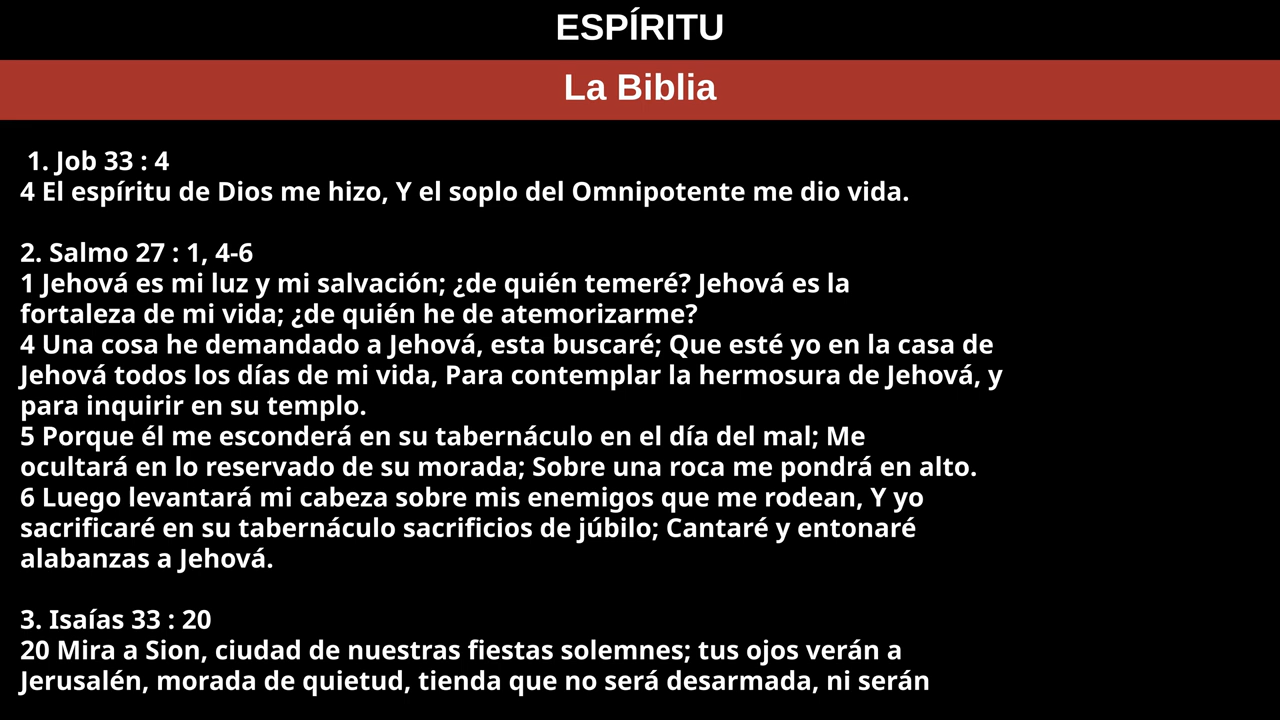 ESPÍRITU
La Biblia
1. Job 33 : 4
4 El espíritu de Dios me hizo, Y el soplo del Omnipotente me dio vida.
2. Salmo 27 : 1, 4-6
1 Jehová es mi luz y mi salvación; ¿de quién temeré? Jehová es la
fortaleza de mi vida; ¿de quién he de atemorizarme?
4 Una cosa he demandado a Jehová, esta buscaré; Que esté yo en la casa de
Jehová todos los días de mi vida, Para contemplar la hermosura de Jehová, y
para inquirir en su templo.
5 Porque él me esconderá en su tabernáculo en el día del mal; Me
ocultará en lo reservado de su morada; Sobre una roca me pondrá en alto.
6 Luego levantará mi cabeza sobre mis enemigos que me rodean, Y yo
sacrificaré en su tabernáculo sacrificios de júbilo; Cantaré y entonaré
alabanzas a Jehová.
3. Isaías 33 : 20
20 Mira a Sion, ciudad de nuestras fiestas solemnes; tus ojos verán a
Jerusalén, morada de quietud, tienda que no será desarmada, ni serán